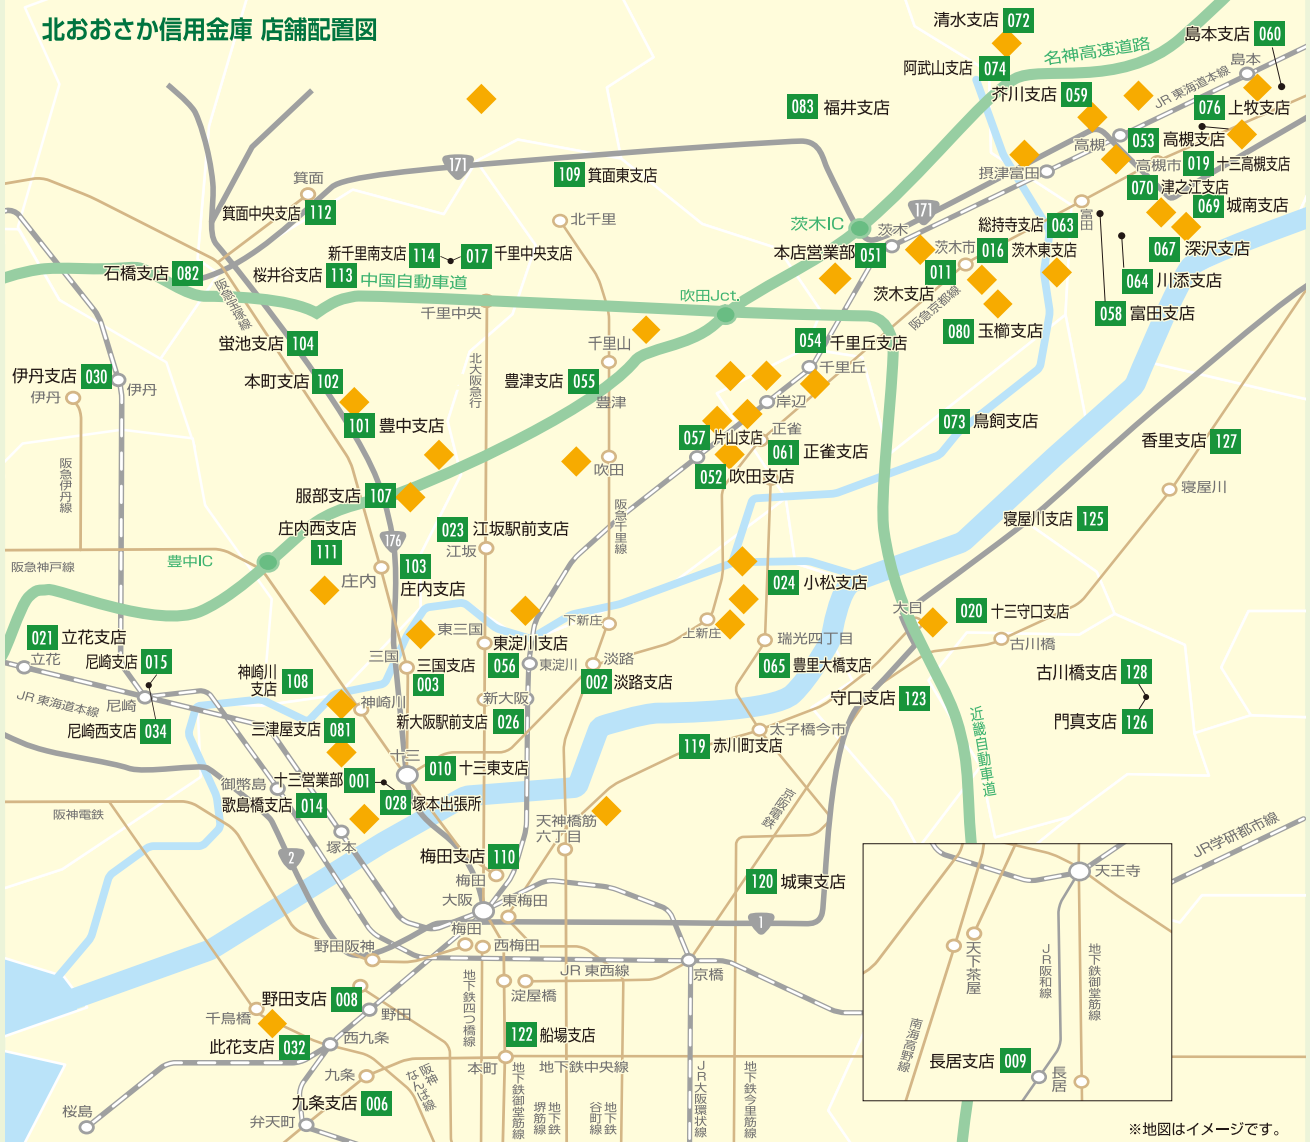 北おおさか信用金庫 店舗配置図
清水支店 072
島本支店 060
名神高速道路
島本
阿武山支店 074
JR東海道本線
芥川支店 059
083 福井支店
076 上牧支店
高槻
053 高槻支店
171
高槻市
019 十三高槻支店
109 箕面東支店
摂津富田
箕面
070 津之江支店
069 城南支店
箕面中央支店 112
北千里
171
富田
茨木IC
茨木
総持寺支店 063
新千里南支店 114
017 千里中央支店
本店営業部 051
茨木市
016 茨木東支店
067 深沢支店
石橋支店 082
桜井谷支店 113
中国自動車道
011
茨木支店
064 川添支店
阪急宝塚線
吹田Jct.
阪急京都線
千里中央
058 富田支店
蛍池支店 104
千里山
054 千里丘支店
080 玉櫛支店
北大阪急行
千里丘
伊丹支店 030
伊丹
伊丹
本町支店 102
豊津支店 055
豊津
岸辺
101 豊中支店
057 片山支店
正雀
073 鳥飼支店
061 正雀支店
香里支店 127
阪急伊丹線
吹田
052 吹田支店
服部支店 107
寝屋川
阪急千里線
庄内西支店
111
023 江坂駅前支店
寝屋川支店 125
176
江坂
豊中IC
阪急神戸線
庄内
103
庄内支店
024 小松支店
大日
020 十三守口支店
021 立花支店
立花
東三国
下新庄
上新庄
瑞光四丁目
古川橋
尼崎支店 015
三国
東淀川支店
056
東淀川
淡路
神崎川
支店
108
三国支店
003
065 豊里大橋支店
古川橋支店 128
002 淡路支店
JR東海道本線
尼崎
神崎川
新大阪
守口支店 123
尼崎西支店 034
三津屋支店
081
新大阪駅前支店 026
太子橋今市
門真支店 126
近畿自動車道
十三
119 赤川町支店
010 十三東支店
御幣島
十三営業部 001
歌島橋支店 014
028 塚本出張所
京阪電鉄
阪神電鉄
天神橋筋
六丁目
JR学研都市線
塚本
2
梅田支店 110
梅田
天王寺
120 城東支店
大阪
東梅田
1
梅田
野田阪神
西梅田
天下茶屋
JR阪和線
地下鉄御堂筋線
JR東西線
京橋
地下鉄四つ橋線
淀屋橋
野田支店 008
野田
千鳥橋
此花支店 032
西九条
122 船場支店
南海高野線
長居支店 009
長居
九条
阪神なんば線
本町
地下鉄中央線
地下鉄御堂筋線
地下鉄堺筋線
地下鉄谷町線
JR大阪環状線
地下鉄今里筋線
九条支店 006
桜島
弁天町
※地図はイメージです。